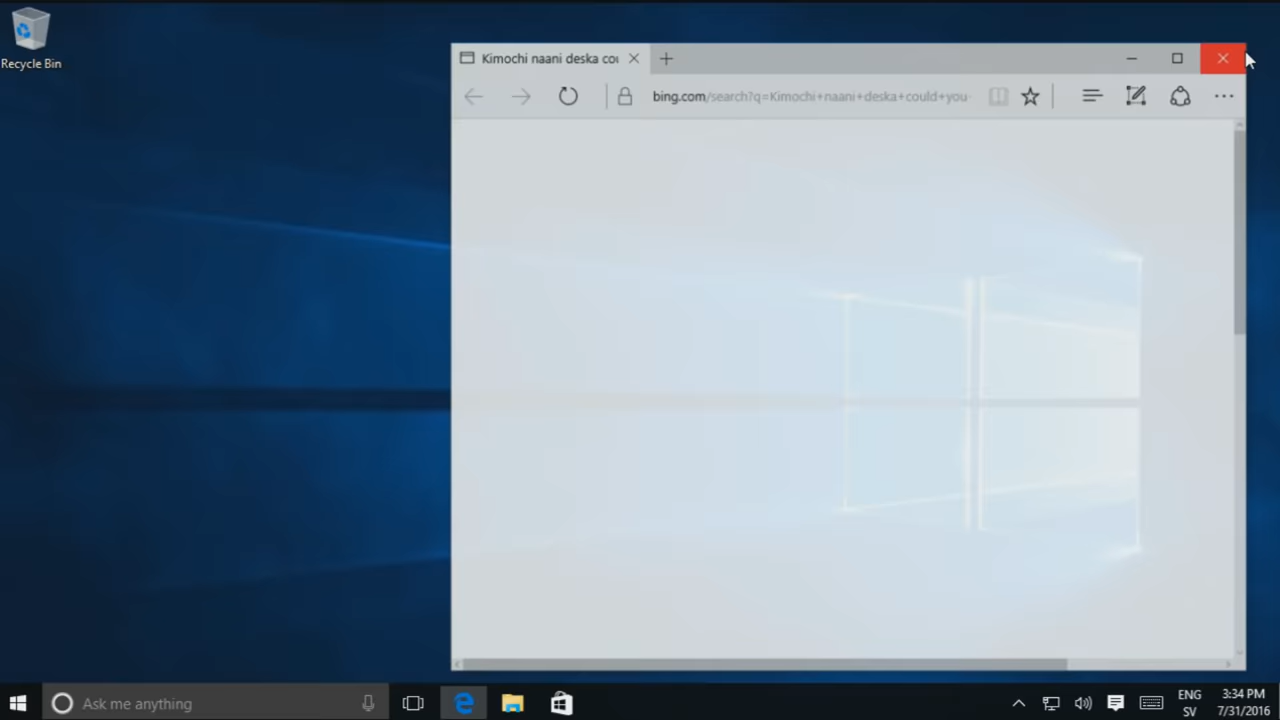 Recycle Bin
Kimochi naani deska cou
bing.com/search?q=Kimochi+naani+deska+could+you
Ask me anything
ENG
SV
3:34 PM
7/31/2016